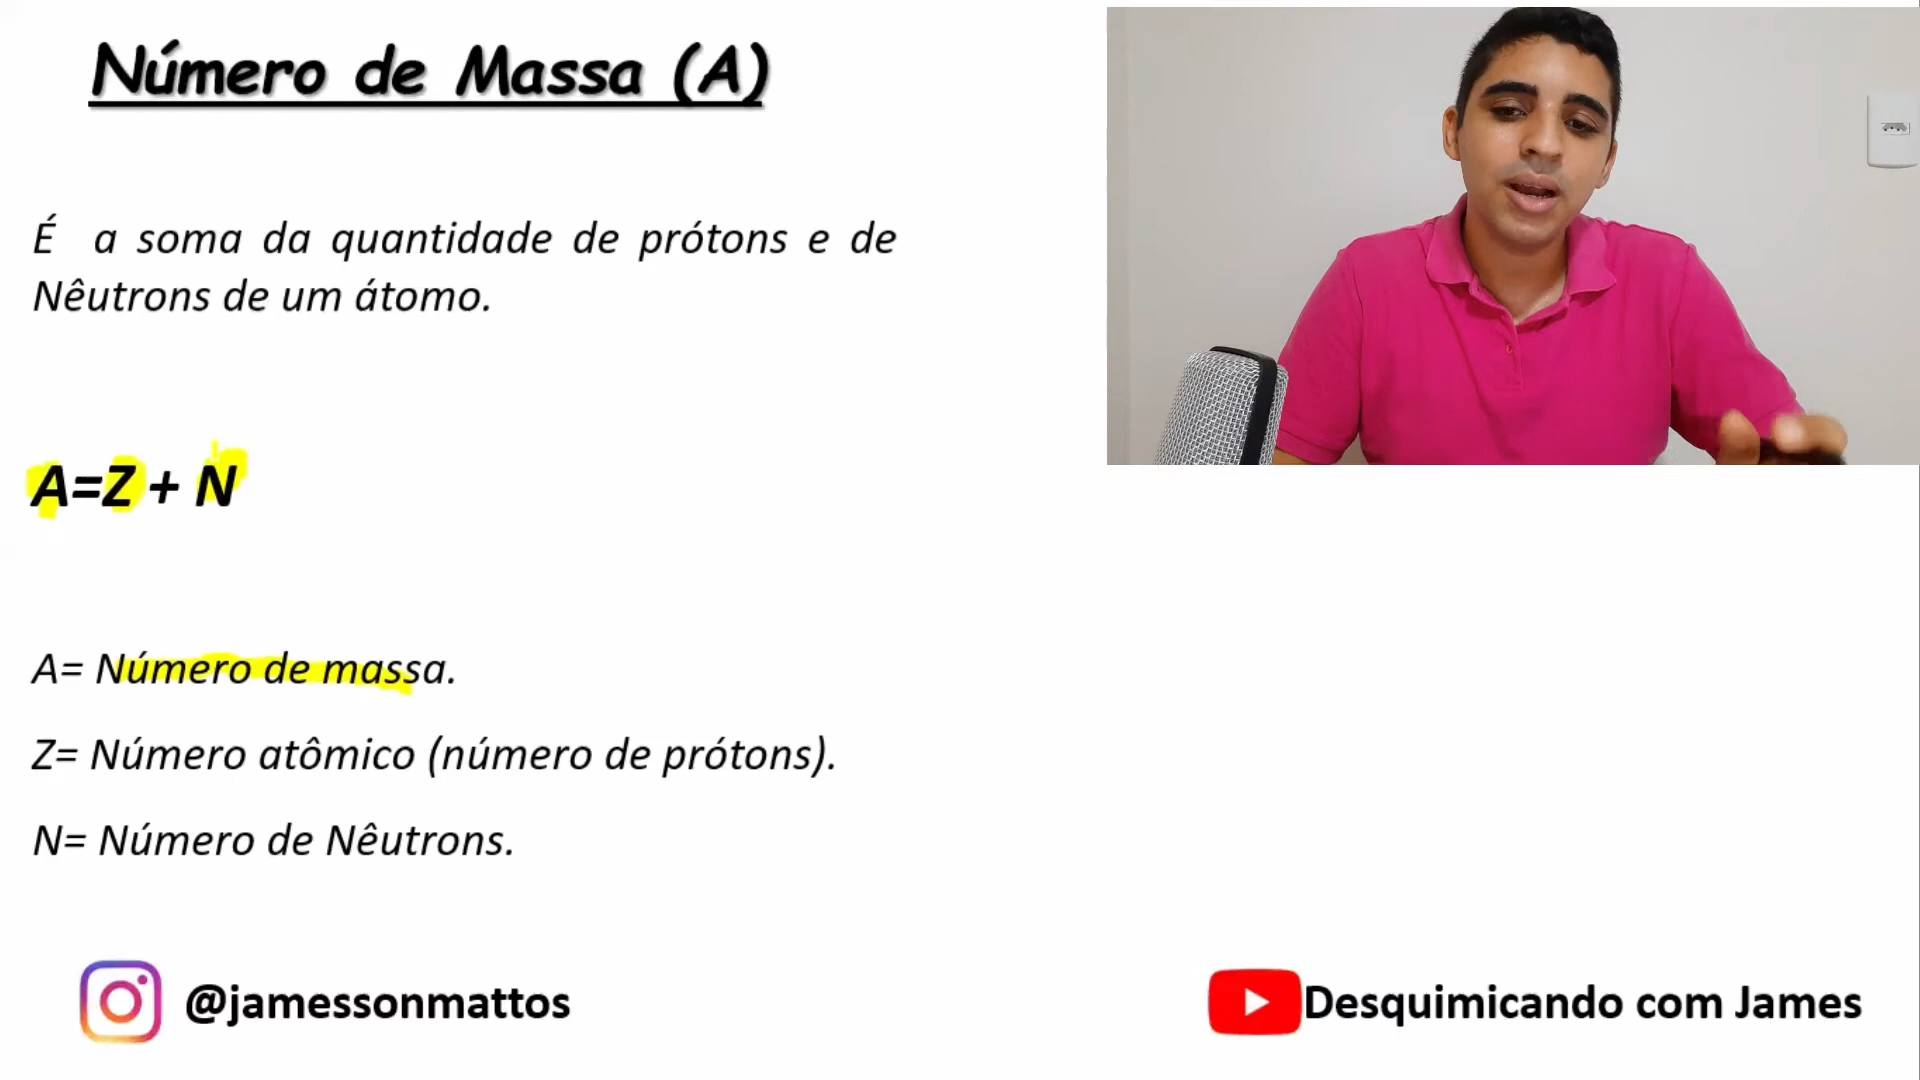 Número de Massa (A)
É a soma da quantidade de prótons e de
Nêutrons de um átomo.
A=Z + N
A= Número de massa.
Z= Número atômico (número de prótons).
N= Número de Nêutrons.
@jamessonmattos
Desquimicando com James